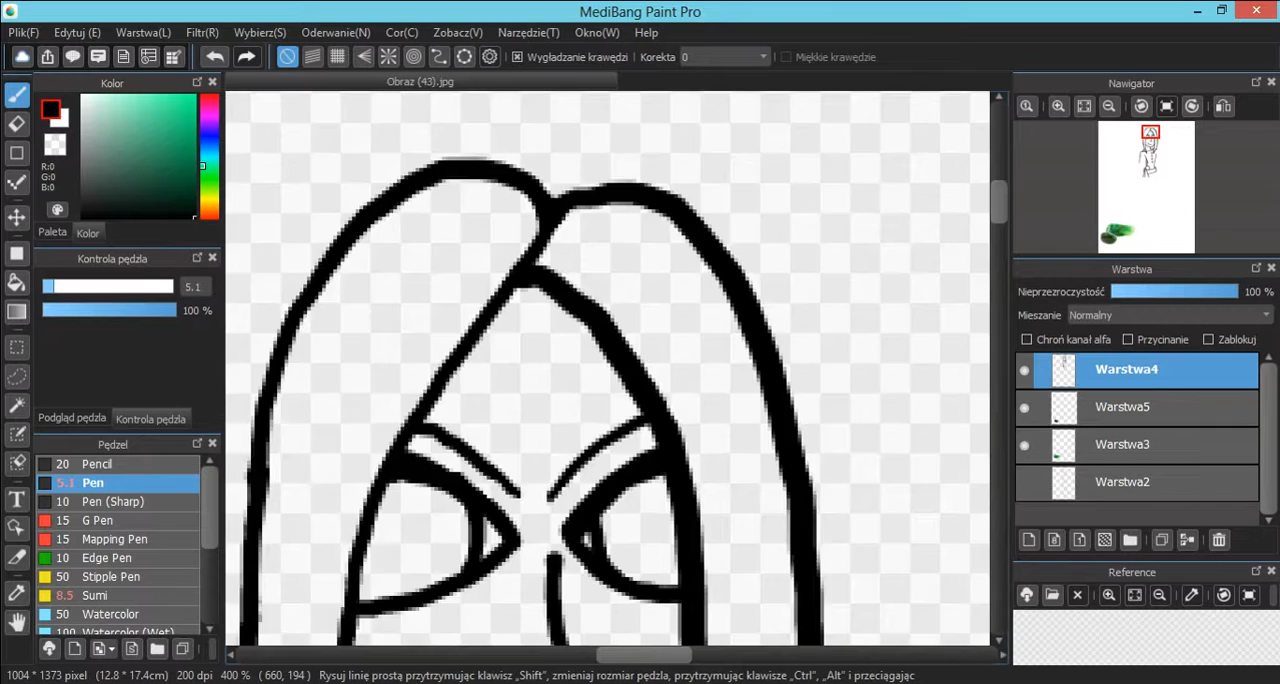 MediBang Paint Pro
Plik(F) Edytuj (E) Warstwa(L) Filtr(R) Wybierz(S) Oderwanie(N) Cor(C) Zobacz(V) Narzędzie(T) Okno(W) Help
Wygładzanie krawędzi Korekta 0 Miękkie krawędzie
Kolor
Obraz (43).jpg
Nawigator
R:0
G:0
B:0
Paleta Kolor
Kontrola pędzla
5.1
100 %
Podgląd pędzla Kontrola pędzla
Pędzel
20 Pencil
5.1 Pen
10 Pen (Sharp)
15 G Pen
15 Mapping Pen
10 Edge Pen
50 Stipple Pen
8.5 Sumi
50 Watercolor
100 Watercolor (Wet)
Warstwa
Nieprzezroczystość 100 %
Mieszanie Normalny
Chroń kanał alfa Przycinanie Zablokuj
Warstwa4
Warstwa5
Warstwa3
Warstwa2
Reference
1004 * 1373 pixel (12.8 * 17.4cm) 200 dpi 400 % ( 660, 194 ) Rysuj linie prostą przytrzymując klawisz „Shift", zmieniaj rozmiar pędzla, przytrzymując klawisze „Ctrl", „Alt" i przeciągając